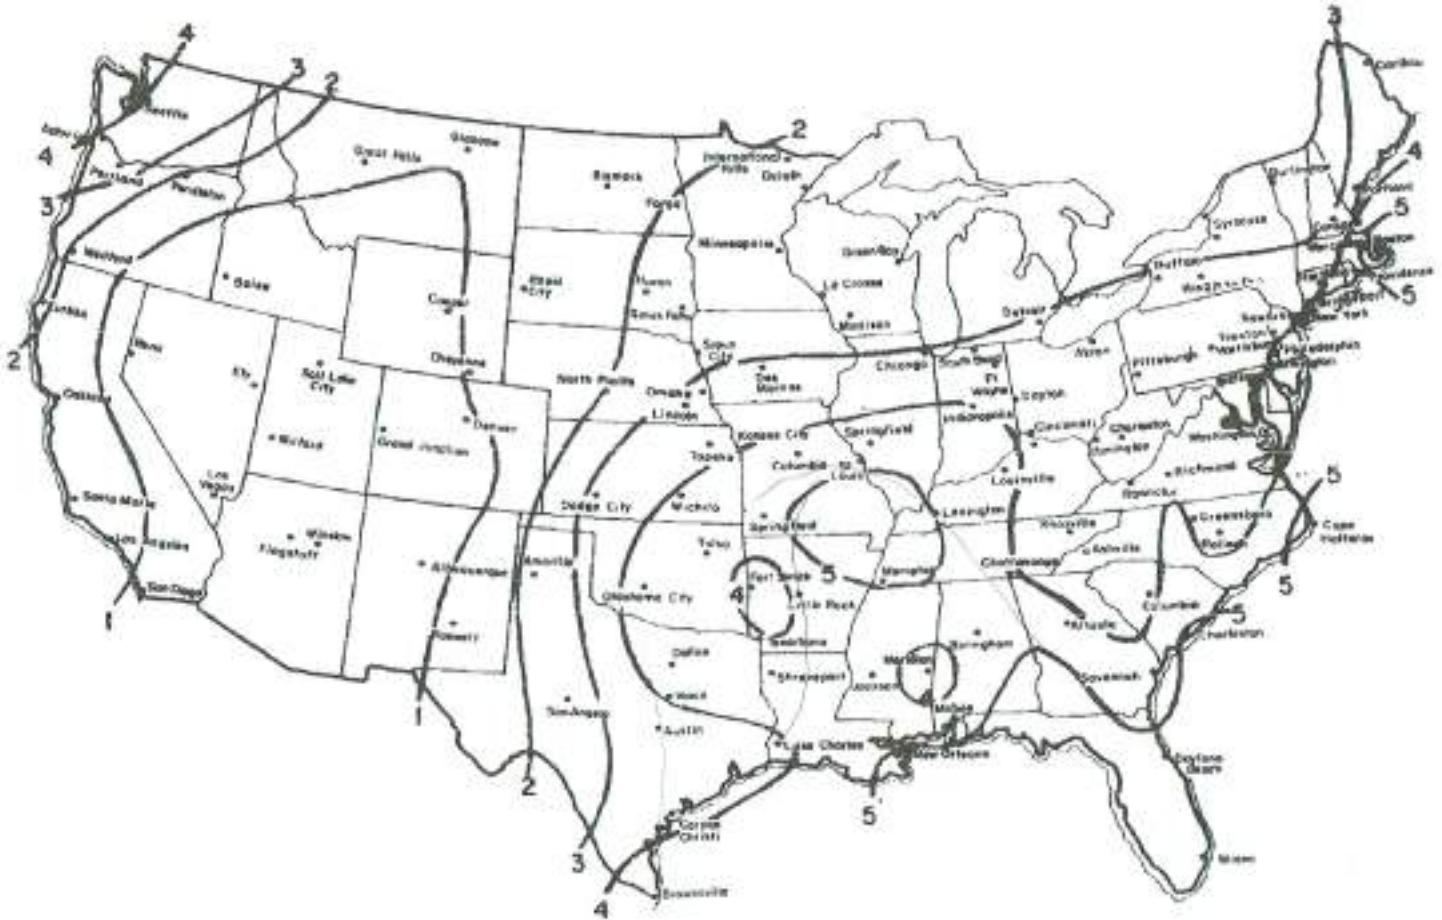 3
4
Caribou
3
2
Seattle
2
Glasgow
Great Falls
International
Falls
Duluth
4
4
Burlington
Portland
Pendleton
Bismarck
Fargo
3
5
Syracuse
Boston
Medford
Minneapolis
Green Bay
Buffalo
Providence
Boise
Rapid
City
Huron
La Crosse
5
Casper
Sioux Falls
Madison
Detroit
New York
Eureka
Trenton
Reno
Sioux
City
Philadelphia
2
Cheyenne
Akron
Pittsburgh
Ely
Salt Lake
City
North Platte
Omaha
Des
Moines
Chicago
South Bend
Ft
Wayne
Oakland
Lincoln
Dayton
Denver
Indianapolis
Milford
Grand Junction
Kansas City
Springfield
Cincinnati
Charleston
Washington
Topeka
Columbia
St.
Louis
Huntington
Las
Vegas
Louisville
Richmond
5
Santa Maria
Dodge City
Wichita
Lexington
Los Angeles
Flagstaff
Winslow
Springfield
Knoxville
Greensboro
Raleigh
Cape
Hatteras
Tulsa
Asheville
Albuquerque
Amarillo
Fort Smith
5
Memphis
Chattanooga
5
San Diego
4
Oklahoma City
Little Rock
Columbia
1
Atlanta
5
Roswell
Texarkana
Birmingham
Charleston
Dallas
Meridian
Shreveport
Jackson
Savannah
Waco
4
1
San Angelo
Mobile
Austin
Lake Charles
New Orleans
Daytona
Beach
2
5
Corpus
Christi
3
Miami
Brownsville
4